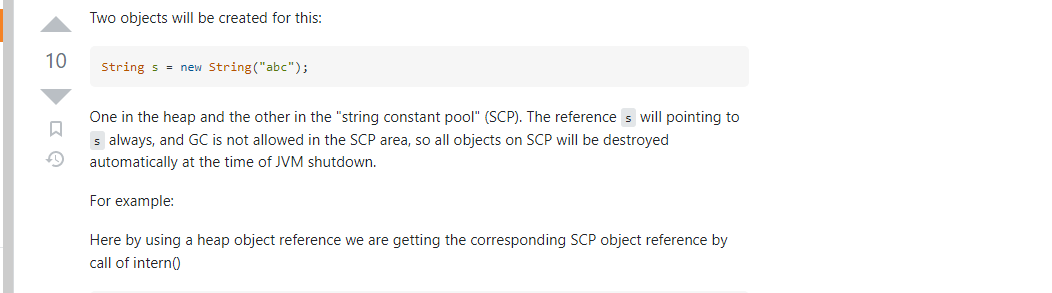 Two objects will be created for this:
10
String s = new String("abc");
One in the heap and the other in the "string constant pool" (SCP). The reference s will pointing to
s always, and GC is not allowed in the SCP area, so all objects on SCP will be destroyed
automatically at the time of JVM shutdown.
For example:
Here by using a heap object reference we are getting the corresponding SCP object reference by
call of intern()